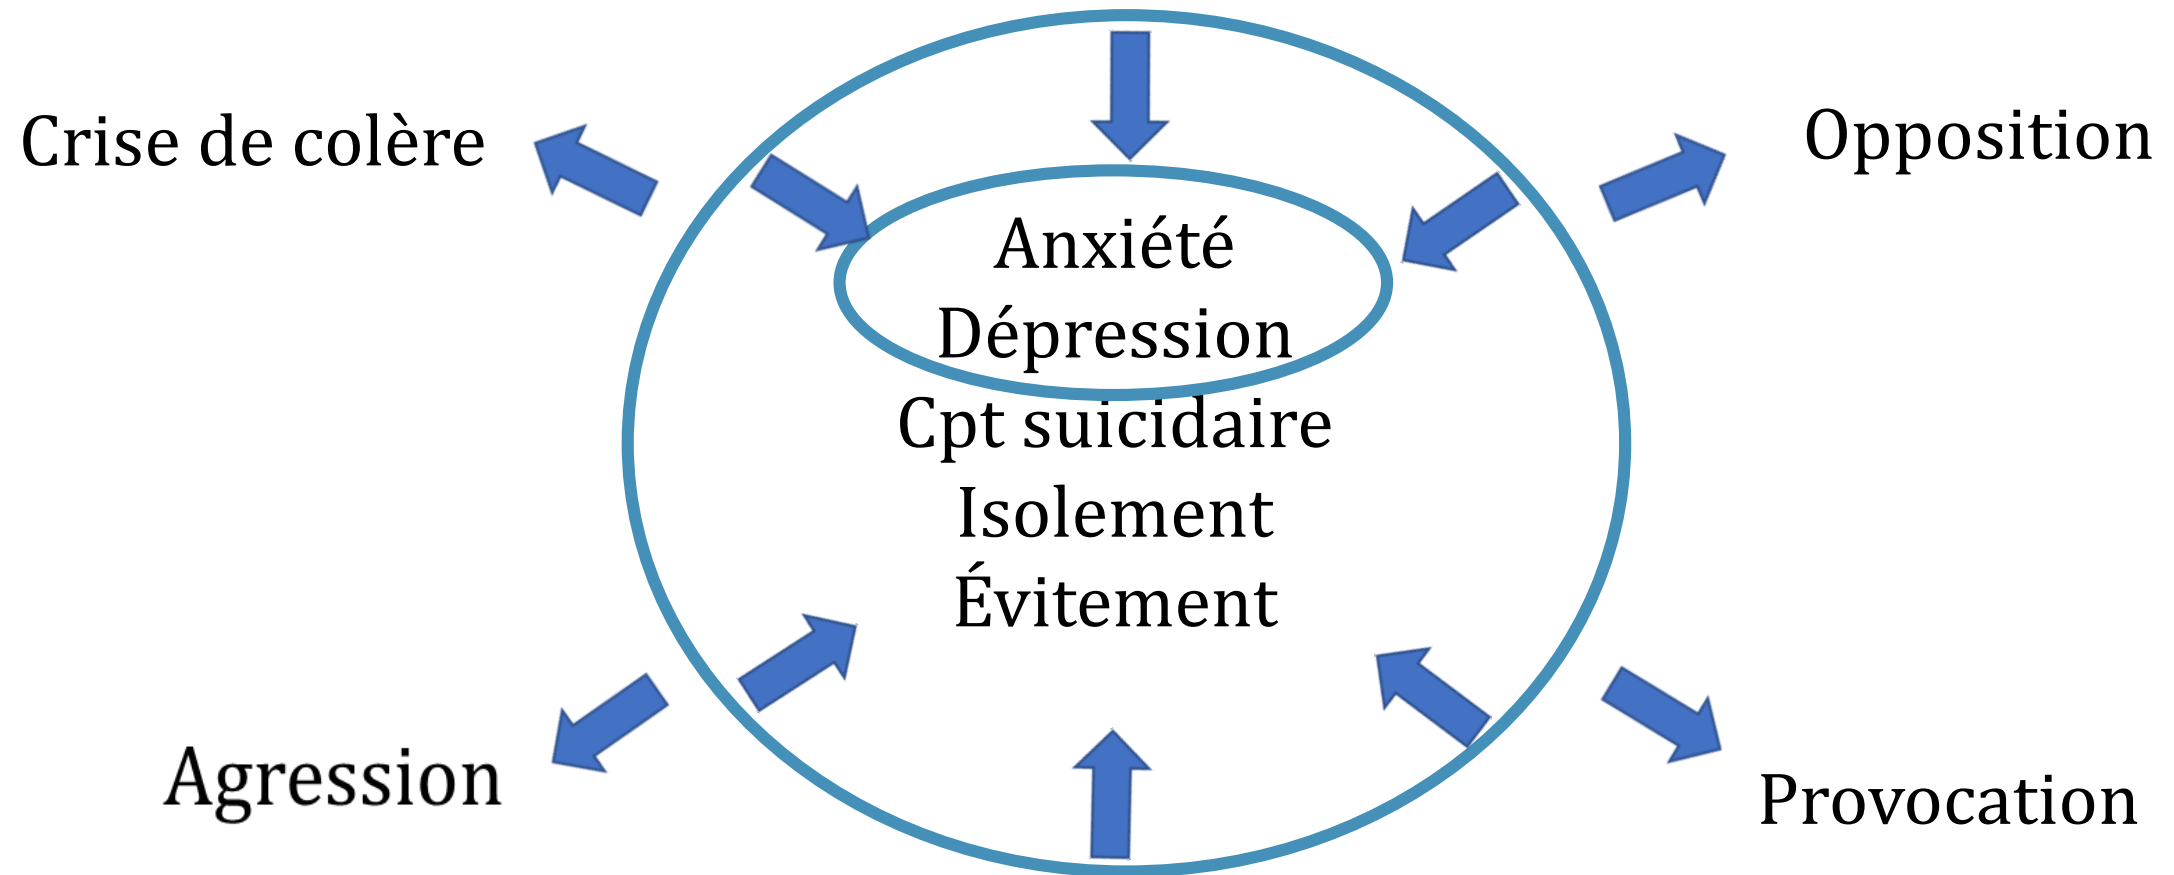 Crise de colère
Opposition
Anxiété
Dépression
Cpt suicidaire
Isolement
Évitement
Agression
Provocation